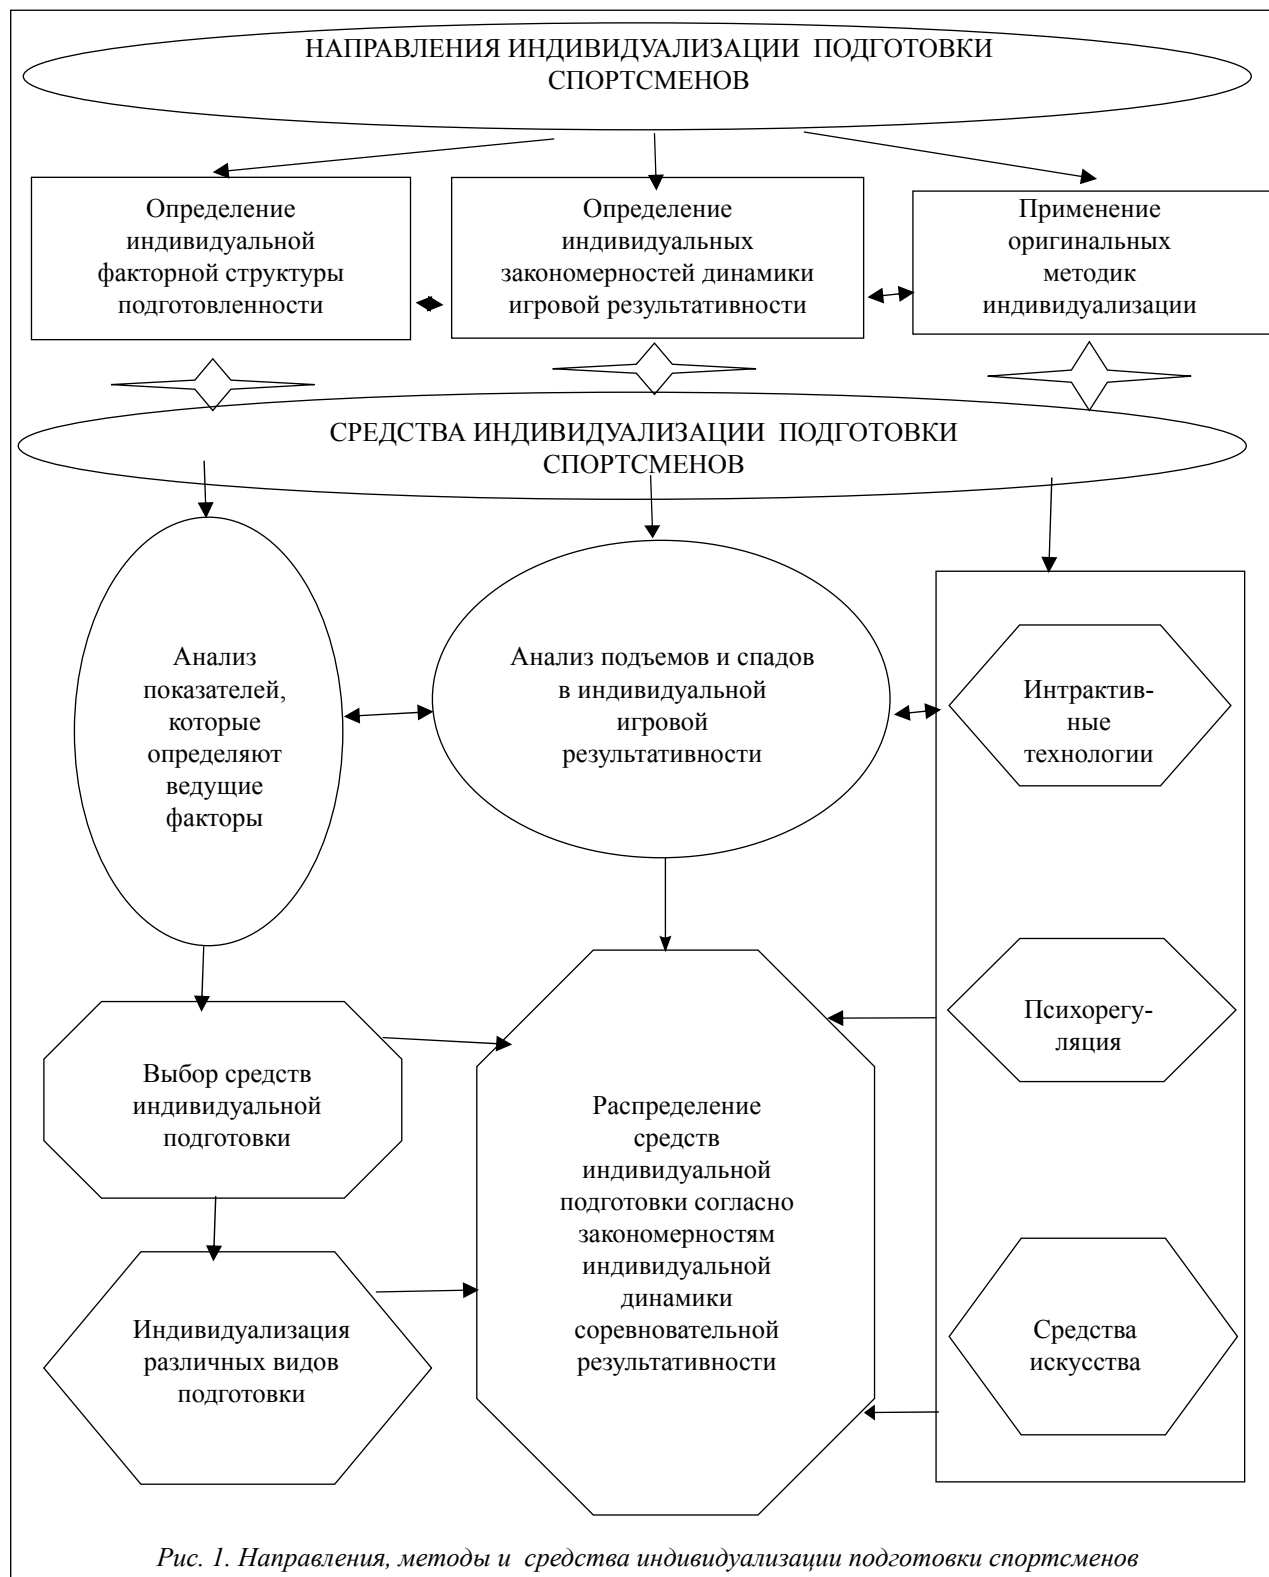 НАПРАВЛЕНИЯ ИНДИВИДУАЛИЗАЦИИ ПОДГОТОВКИ
СПОРТСМЕНОВ
Определение
индивидуальной
факторной структуры
подготовленности
Определение
индивидуальных
закономерностей динамики
игровой результативности
Применение
оригинальных
методик
индивидуализации
СРЕДСТВА ИНДИВИДУАЛИЗАЦИИ ПОДГОТОВКИ
СПОРТСМЕНОВ
Анализ
показателей,
которые
определяют
ведущие
факторы
Анализ подъемов и спадов
в индивидуальной
игровой
результативности
Интрактив-
ные
технологии
Психорегу-
ляция
Выбор средств
индивидуальной
подготовки
Распределение
средств
индивидуальной
подготовки согласно
закономерностям
индивидуальной
динамики
соревновательной
результативности
Индивидуализация
различных видов
подготовки
Средства
искусства
Рис. 1. Направления, методы и средства индивидуализации подготовки спортсменов